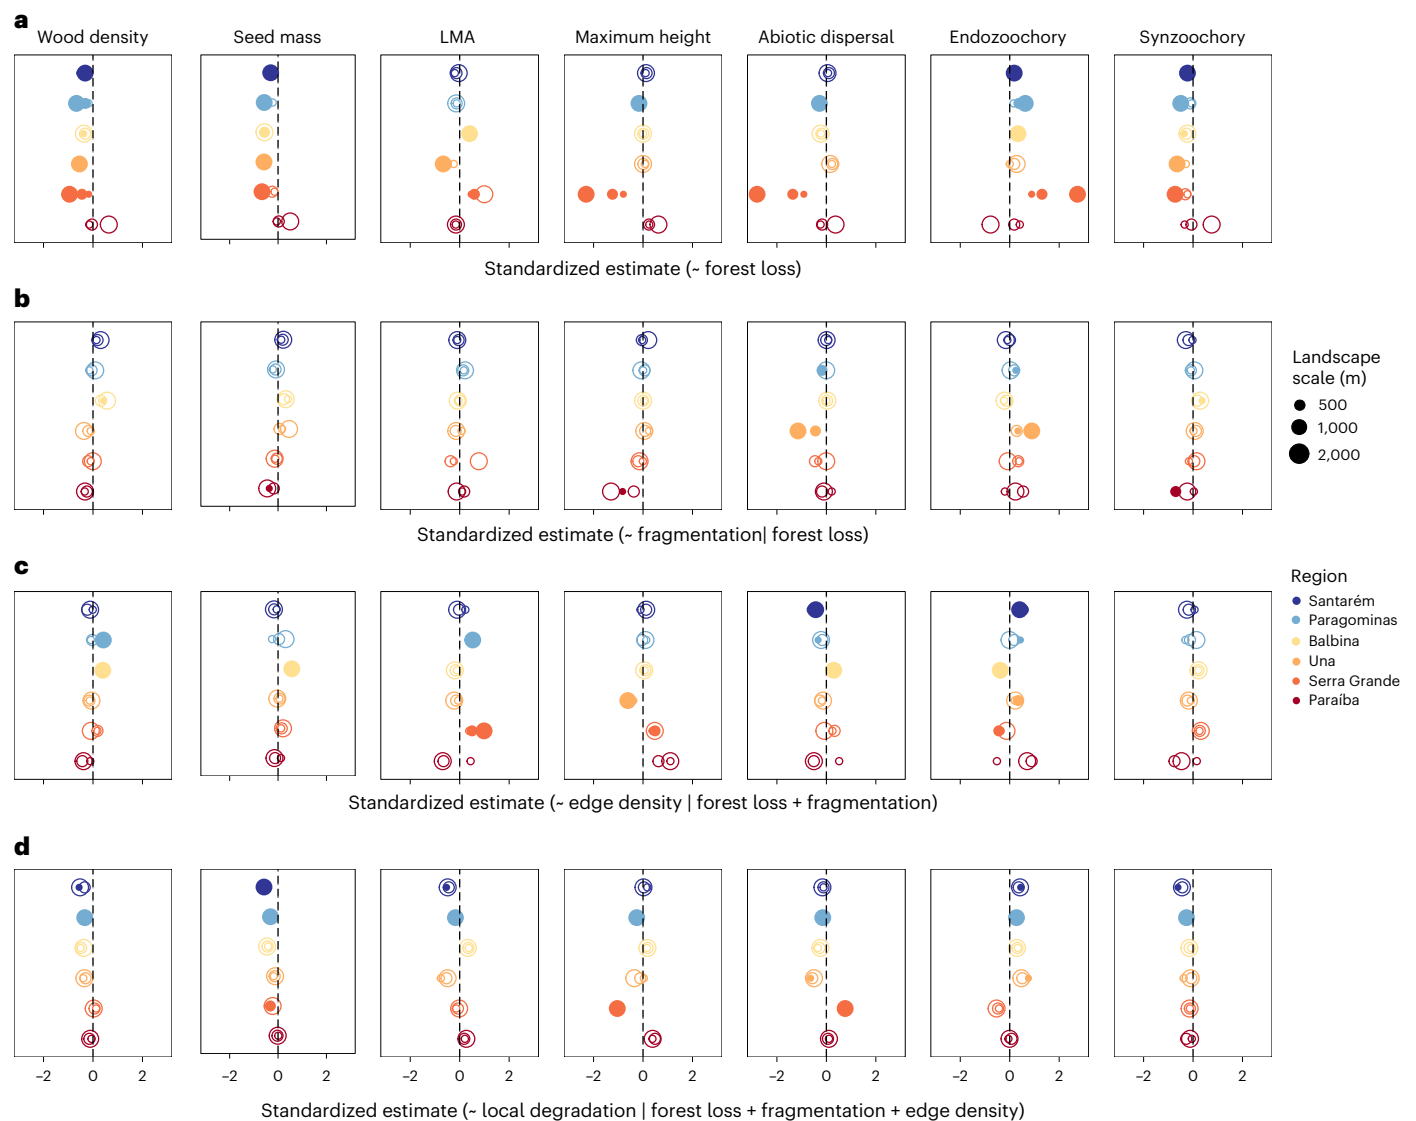 a
Wood density
Seed mass
LMA
Maximum height
Abiotic dispersal
Endozoochory
Synzoochory
−2 0 2 −2 0 2 −2 0 2 −2 0 2 −2 0 2 −2 0 2 −2 0 2
Standardized estimate (~ forest loss)
b
Standardized estimate (~ fragmentation| forest loss)
Landscape
scale (m)
500
1,000
2,000
c
Standardized estimate (~ edge density | forest loss + fragmentation)
Region
Santarém
Paragominas
Balbina
Una
Serra Grande
Paraíba
d
Standardized estimate (~ local degradation | forest loss + fragmentation + edge density)